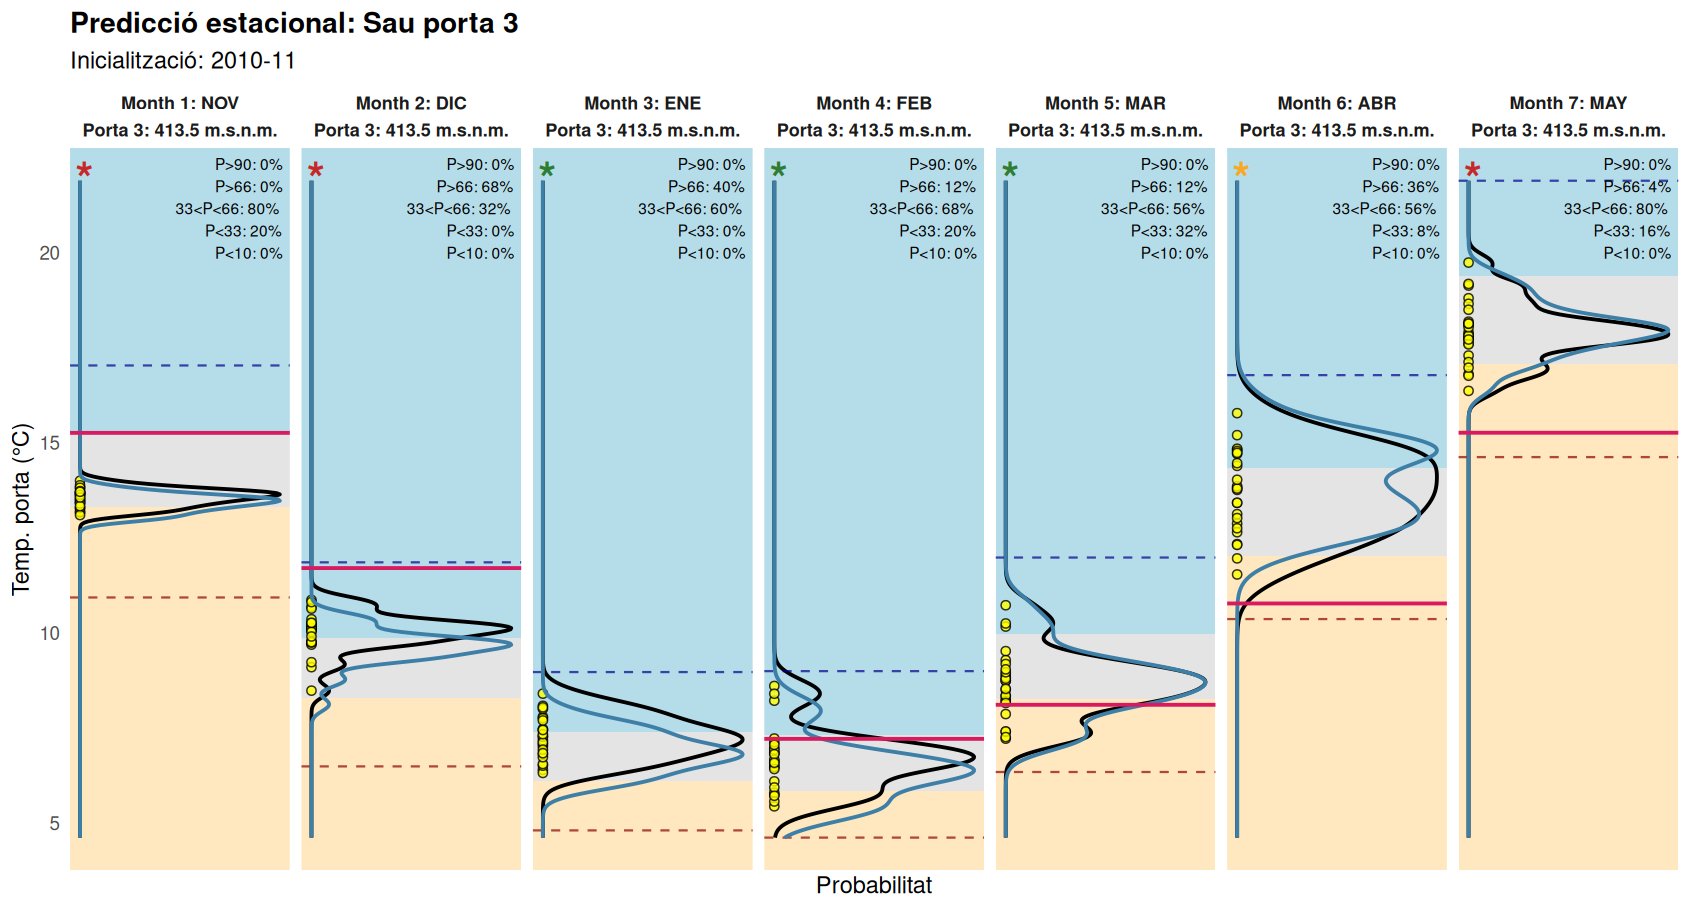 Predicció estacional: Sau porta 3
Inicialització: 2010-11
Month 1: NOV
Porta 3: 413.5 m.s.n.m.
Month 2: DIC
Porta 3: 413.5 m.s.n.m.
Month 3: ENE
Porta 3: 413.5 m.s.n.m.
Month 4: FEB
Porta 3: 413.5 m.s.n.m.
Month 5: MAR
Porta 3: 413.5 m.s.n.m.
Month 6: ABR
Porta 3: 413.5 m.s.n.m.
Month 7: MAY
Porta 3: 413.5 m.s.n.m.
*
P>90: 0%
P>66: 0%
33<P<66: 80%
P<33: 20%
P<10: 0%
*
P>90: 0%
P>66: 68%
33<P<66: 32%
P<33: 0%
P<10: 0%
*
P>90: 0%
P>66: 40%
33<P<66: 60%
P<33: 0%
P<10: 0%
*
P>90: 0%
P>66: 12%
33<P<66: 68%
P<33: 20%
P<10: 0%
*
P>90: 0%
P>66: 12%
33<P<66: 56%
P<33: 32%
P<10: 0%
*
P>90: 0%
P>66: 36%
33<P<66: 56%
P<33: 8%
P<10: 0%
*
P>90: 0%
P>66: 4%
33<P<66: 80%
P<33: 16%
P<10: 0%
20
15
10
5
Temp. porta (°C)
Probabilitat